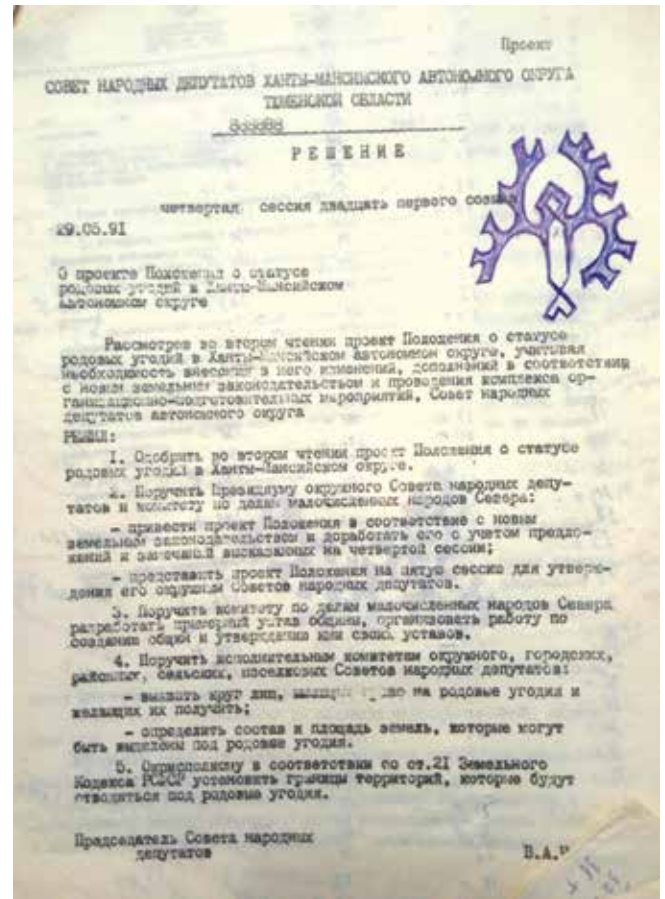 Проект
СОВЕТ НАРОДНЫХ ДЕПУТАТОВ ХАНТЫ-МАНСИЙСКОГО АВТОНОМНОГО ОКРУГА
ТЮМЕНСКОЙ ОБЛАСТИ
РЕШЕНИЕ
четвертая сессия двадцать первого созыва
29.05.91
О проекте Положения о статусе
родовых угодий в Ханты-Мансийском
автономном округе
Рассмотрев во втором чтении проект Положения о статусе
родовых угодий в Ханты-Мансийском автономном округе, учитывая
необходимость внесения в него изменений, дополнений в соответствии
с новым земельным законодательством и проведения комплекса ор-
ганизационно-подготовительных мероприятий, Совет народных
депутатов автономного округа
РЕШИЛ:
1. Одобрить во втором чтении проект Положения о статусе
родовых угодий в Ханты-Мансийском округе.
2. Поручить Президиуму окружного Совета народных депу-
татов и комитету по делам малочисленных народов Севера:
- привести проект Положения в соответствие с новым
земельным законодательством и доработать его с учетом предло-
жений и замечаний высказанных на четвертой сессии;
- представить проект Положения на пятую сессию для утверж-
дения его окружным Советов народных депутатов.
3. Поручить комитету по делам малочисленных народов Севера
разработать примерный устав общины, организовать работу по
созданию общин и утверждения ими своих уставов.
4. Поручить исполнительным комитетам окружного, городских,
районных, сельских, поселковых Советов народных депутатов:
- выявить круг лиц, имеющих право на родовые угодия и
желающих их получить;
- определить состав и площадь земель, которые могут
быть выделены под родовые угодия.
5. Окрисполкому в соответствии со ст.21 Земельного
Кодекса РСФСР установить границы территорий, которые будут
отводиться под родовые угодия.
Председатель Совета народных
депутатов
В.А.